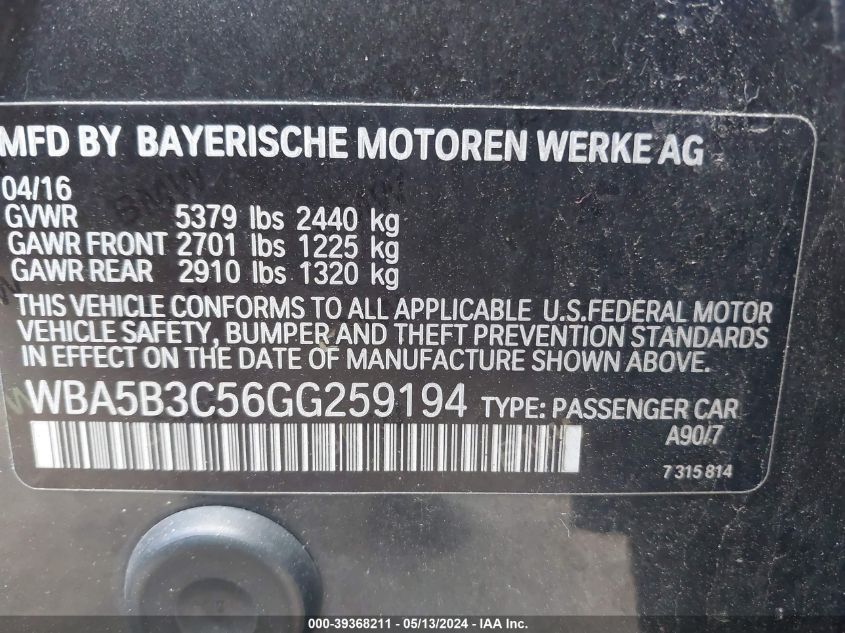 MFD BY BAYERISCHE MOTOREN WERKE AG
04/16
GVWR 5379 lbs 2440 kg
GAWR FRONT 2701 lbs 1225 kg
GAWR REAR 2910 lbs 1320 kg
THIS VEHICLE CONFORMS TO ALL APPLICABLE U.S.FEDERAL MOTOR
VEHICLE SAFETY, BUMPER AND THEFT PREVENTION STANDARDS
IN EFFECT ON THE DATE OF MANUFACTURE SHOWN ABOVE.
WBA5B3C56GG259194 TYPE: PASSENGER CAR
A90/7
7 315 814
000-39368211 - 05/13/2024 - IAA Inc.